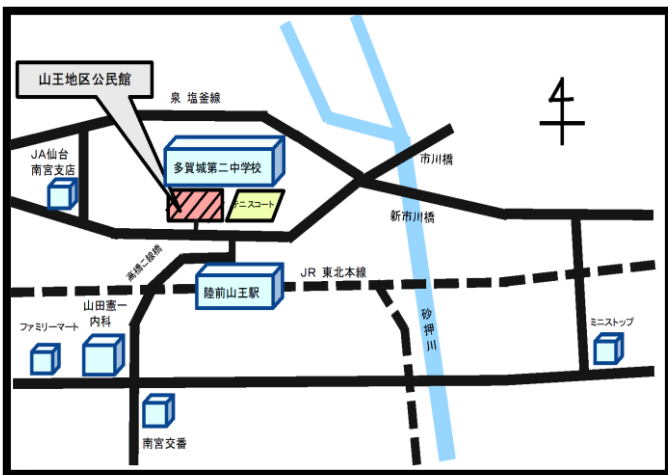 山王地区公民館
泉 塩釜線
多賀城第二中学校
JA仙台
南宮支店
テニスコート
市川橋
新市川橋
高橋こ線橋
陸前山王駅
JR 東北本線
砂押川
山田憲一
内科
ファミリーマート
ミニストップ
南宮交番